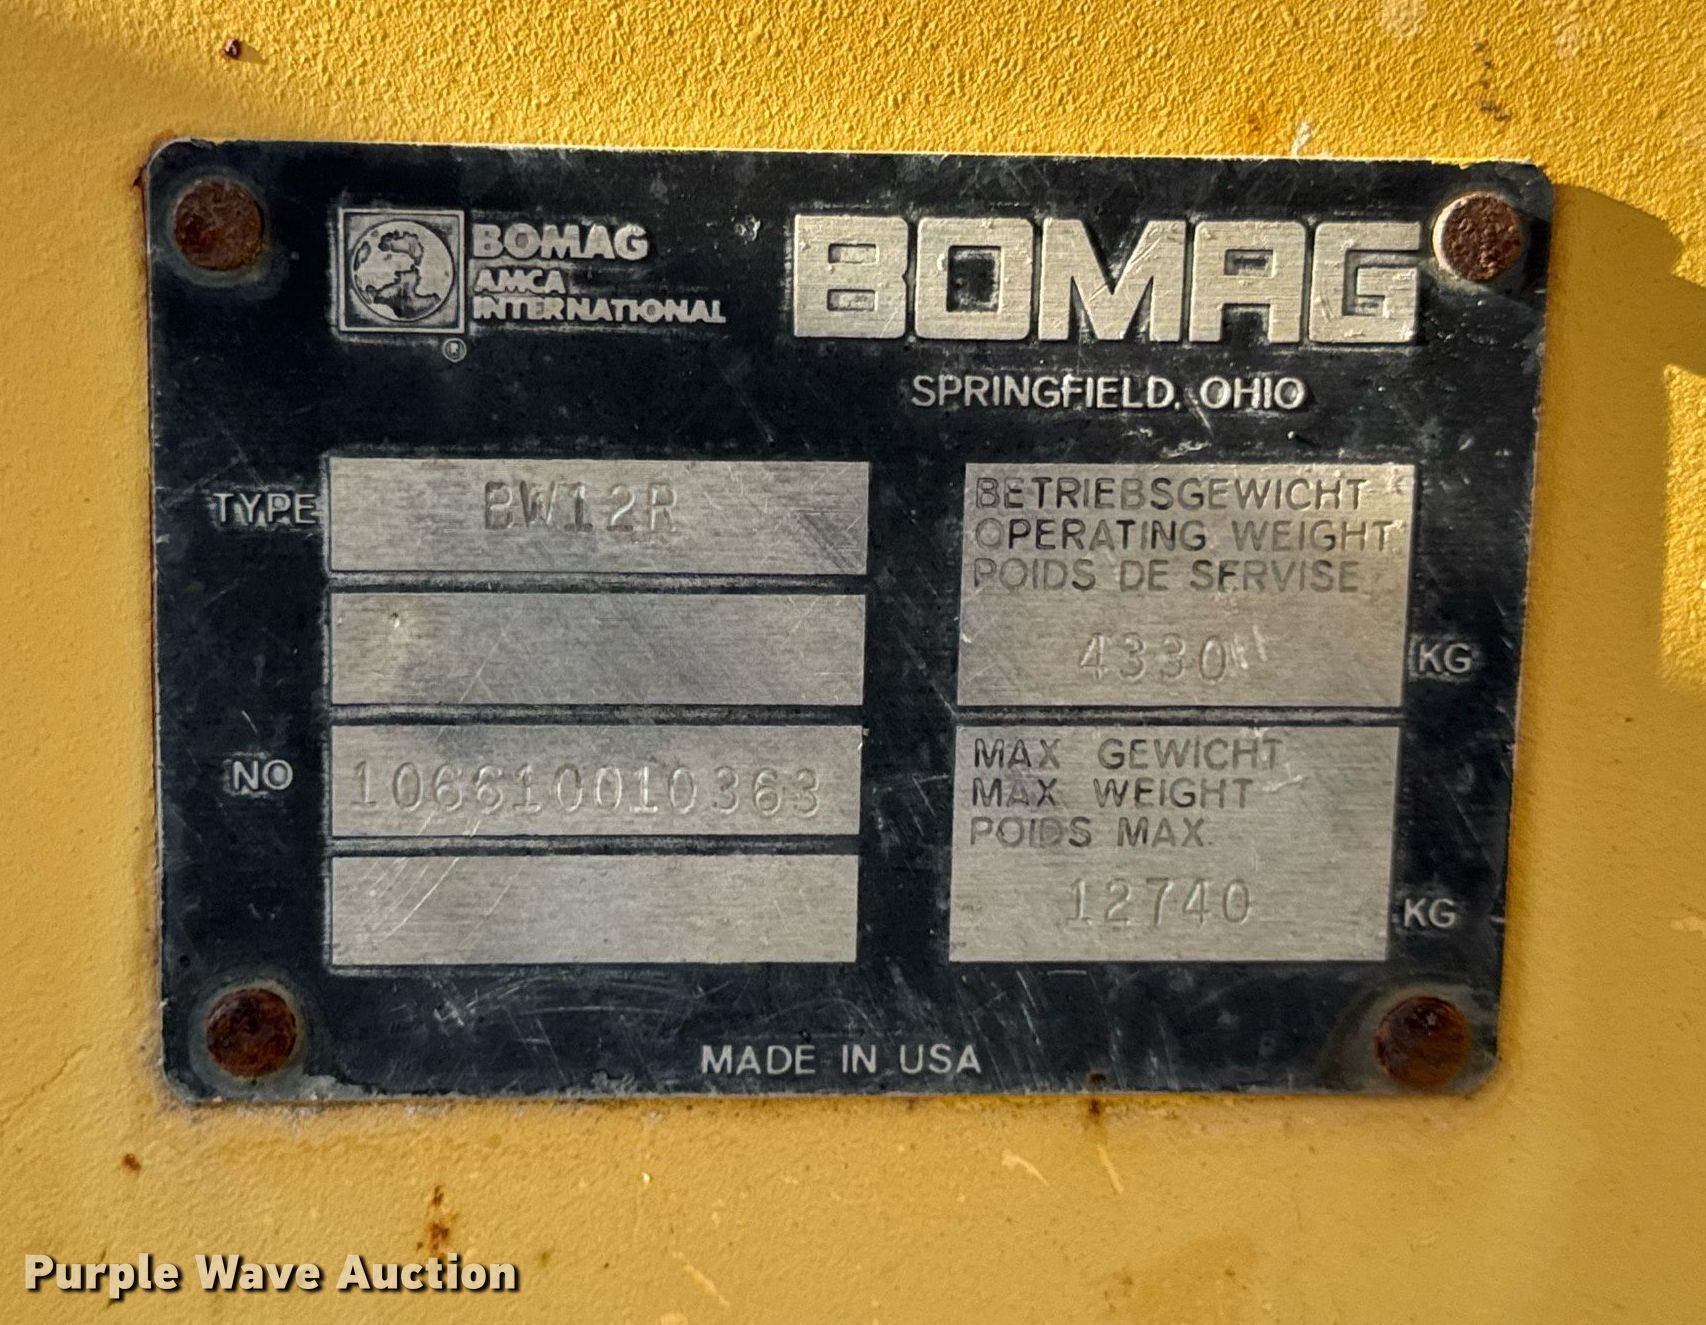 BOMAG
AMCA
INTERNATIONAL
®
BOMAG
SPRINGFIELD, OHIO
TYPE BW12R
NO 106610010363
BETRIEBSGEWICHT
OPERATING WEIGHT
POIDS DE SERVISE
4330 KG
MAX GEWICHT
MAX WEIGHT
POIDS MAX.
12740 KG
MADE IN USA
Purple Wave Auction